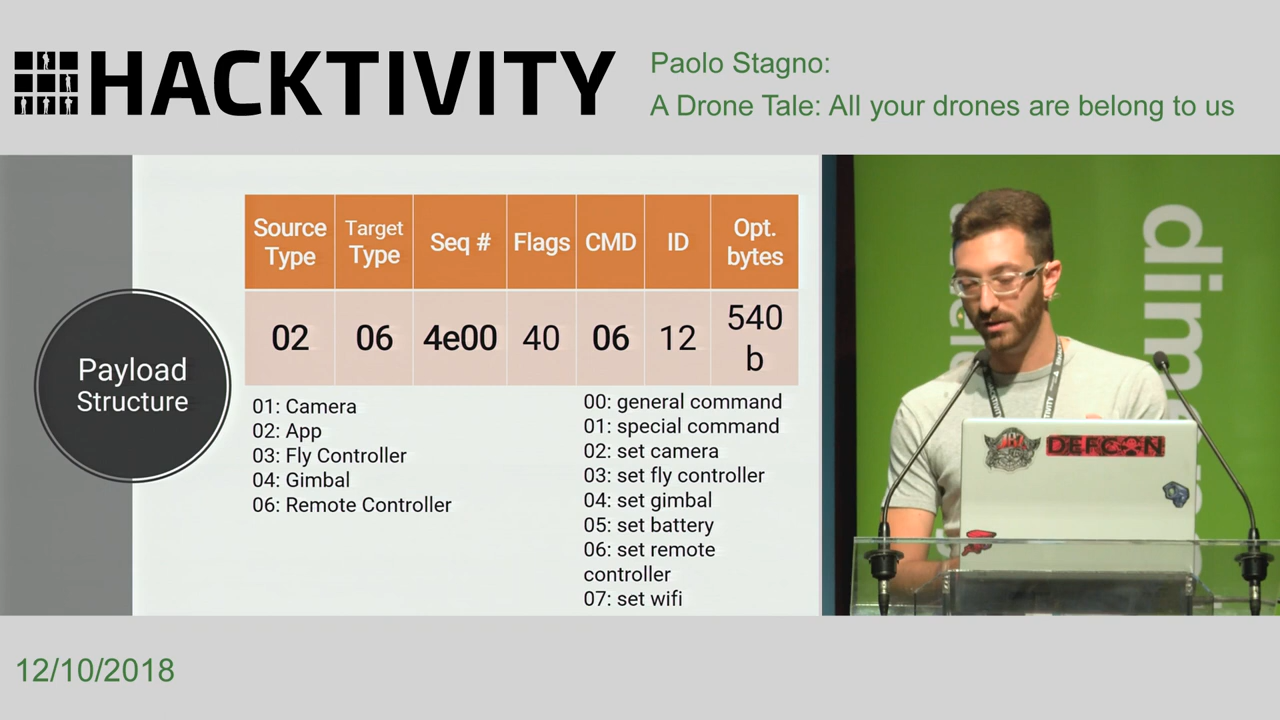 HACKTIVITY
Paolo Stagno:
A Drone Tale: All your drones are belong to us
Payload
Structure
Source
Type
Target
Type
Seq #
Flags
CMD
ID
Opt.
bytes
02
06
4e00
40
06
12
540
b
01: Camera
02: App
03: Fly Controller
04: Gimbal
06: Remote Controller
00: general command
01: special command
02: set camera
03: set fly controller
04: set gimbal
05: set battery
06: set remote
controller
07: set wifi
DEFCON
12/10/2018